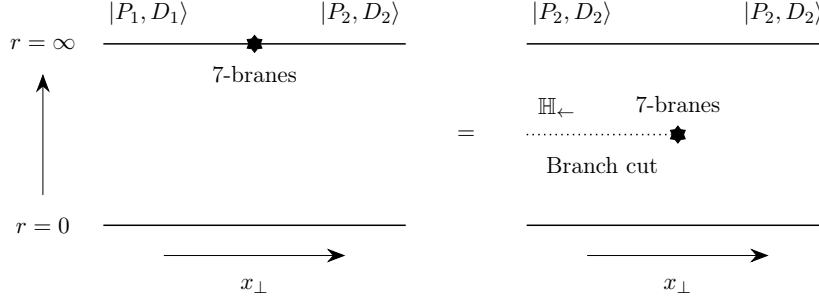 |P₁, D₁⟩ |P₂, D₂⟩ |P₂, D₂⟩ |P₂, D₂⟩
r = ∞
7-branes
ℍ← 7-branes
=
Branch cut
r = 0
x⊥ x⊥